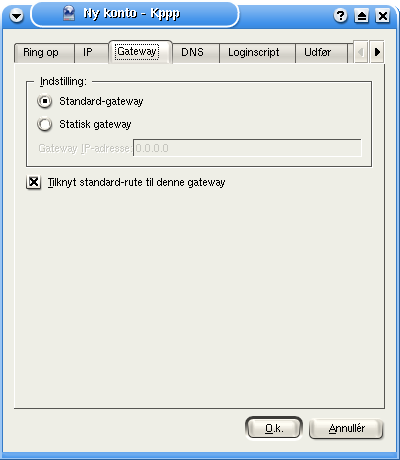 Ny konto - Kppp
Ring op IP Gateway DNS Loginscript Udfør
Indstilling:
Standard-gateway
Statisk gateway
Gateway IP-adresse: 0.0.0.0
Tilknyt standard-rute til denne gateway
O.k. Annullér